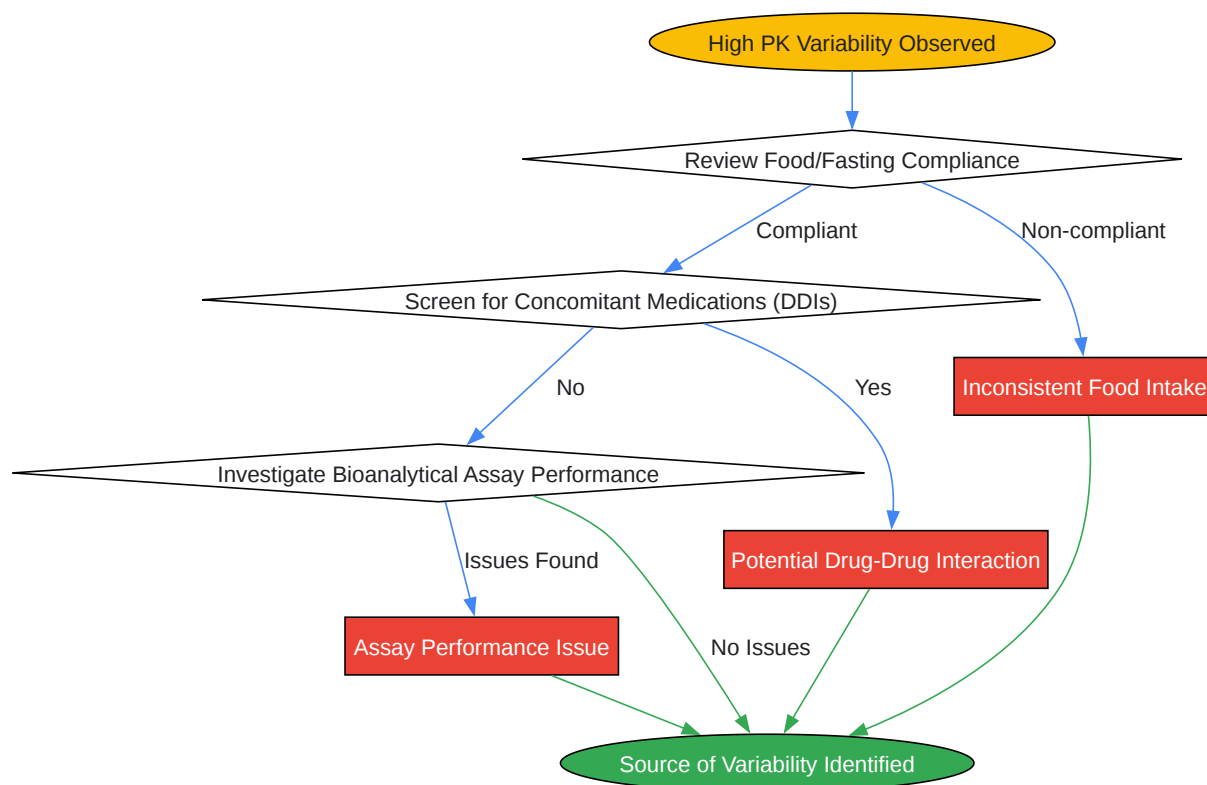 High PK Variability Observed
Review Food/Fasting Compliance
Compliant
Non-compliant
Screen for Concomitant Medications (DDIs)
No
Yes
Inconsistent Food Intake
Investigate Bioanalytical Assay Performance
Issues Found
Potential Drug-Drug Interaction
Assay Performance Issue
No Issues
Source of Variability Identified